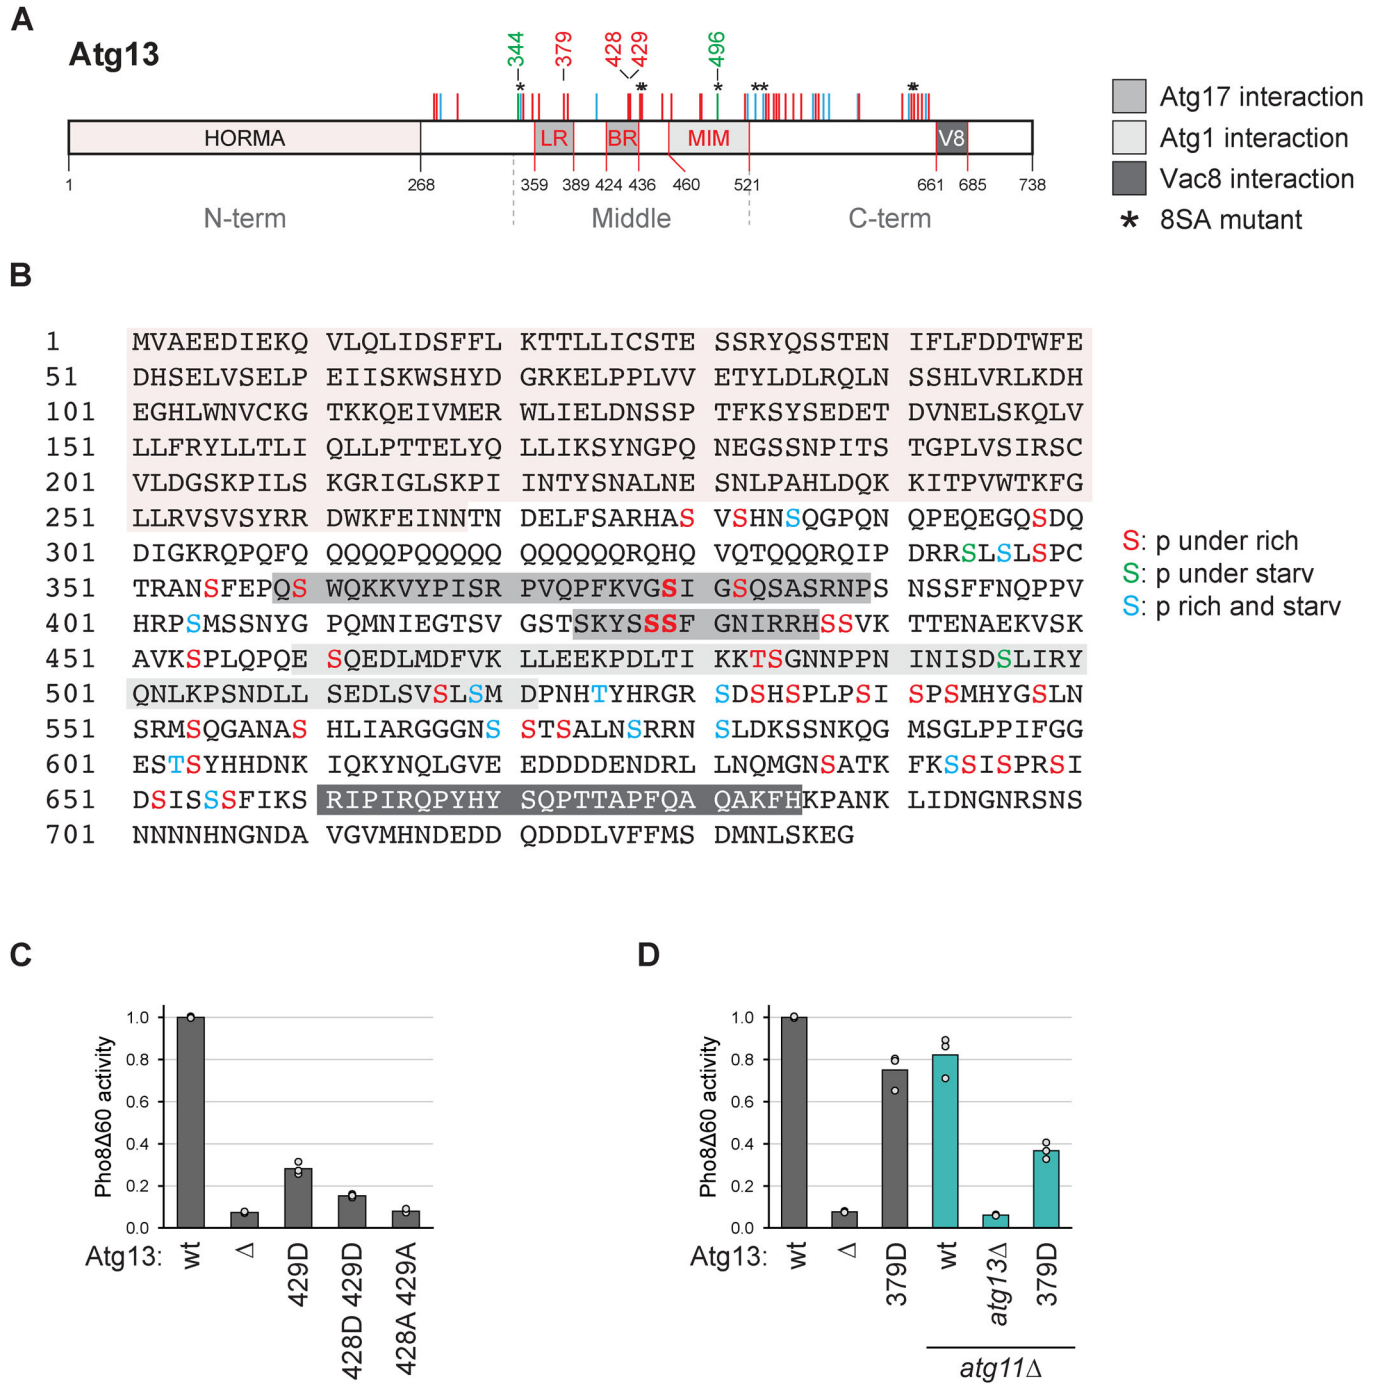 A
Atg13
344 379 428 429 496
* * * * *
HORMA LR BR MIM V8
1 268 359 389 424 436 460 521 661 685 738
N-term Middle C-term
Atg17 interaction
Atg1 interaction
Vac8 interaction
* 8SA mutant
B
1 MVAEEDIEKQ VLQLIDSFFL KTTLLICSTE SSRYQSSTEN IFLFDDTWFE
51 DHSELVSELP EIISKWSHYD GRKELPPLVV ETYLDLRQLN SSHLVRLKDH
101 EGHLWNVCKG TKKQEIVMER WLIELDNSSP TFKSYSEDET DVNELSKQLV
151 LLFRYLLTLI QLLPTTELYQ LLIKSYNGPQ NEGSSNPITS TGPLVSIRSC
201 VLDGSKPILS KGRIGLSKPI INTYSNALNE SNLPAHLDQK KITPVWTKFG
251 LLRVSVSYRR DWKFEINNTN DELFSARHAS VSHNSQGPQN QPEQEGQSDQ
301 DIGKRQPQFQ QQQQPQQQQQ QQQQQQRQHQ VQTQQQRQIP DRRSLSLSPC
351 TRANSFEPQS WQKKVYPISR PVQPFKVGSI GSQSASRNPS NSSFFNQPPV
401 HRPSMSSNYG PQMNIEGTSV GSTSKYSSSF GNIRRHSSVK TTENAEKVSK
451 AVKSPLQPQE SQEDLMDFVK LLEEKPDLTI KKTSGNNPPN INISDSLIRY
501 QNLKPSNDLL SEDLSVSLSM DPNHTYHRGR SDSHSPLPSI SPSMHYGSLN
551 SRMSQGANAS HLIARGGGNS STSALNSRRN SLDKSSNKQG MSGLPPIFGG
601 ESTSYHHDNK IQKYNQLGVE EDDDDENDRL LNQMGNSATK FKSSISPRSI
651 DSISSSFIKS RIPIRQPYHY SQPTTAPFQA QAKFHKPANK LIDNGNRSNS
701 NNNNHNGNDA VGVMHNDEDD QDDDLVFFMS DMNLSKEG
S: p under rich
S: p under starv
S: p rich and starv
C
Pho8Δ60 activity
1.0
0.8
0.6
0.4
0.2
0.0
Atg13: wt Δ 429D 428D 429D 428A 429A
D
Pho8Δ60 activity
1.0
0.8
0.6
0.4
0.2
0.0
Atg13: wt Δ 379D wt atg13Δ 379D
atg11Δ